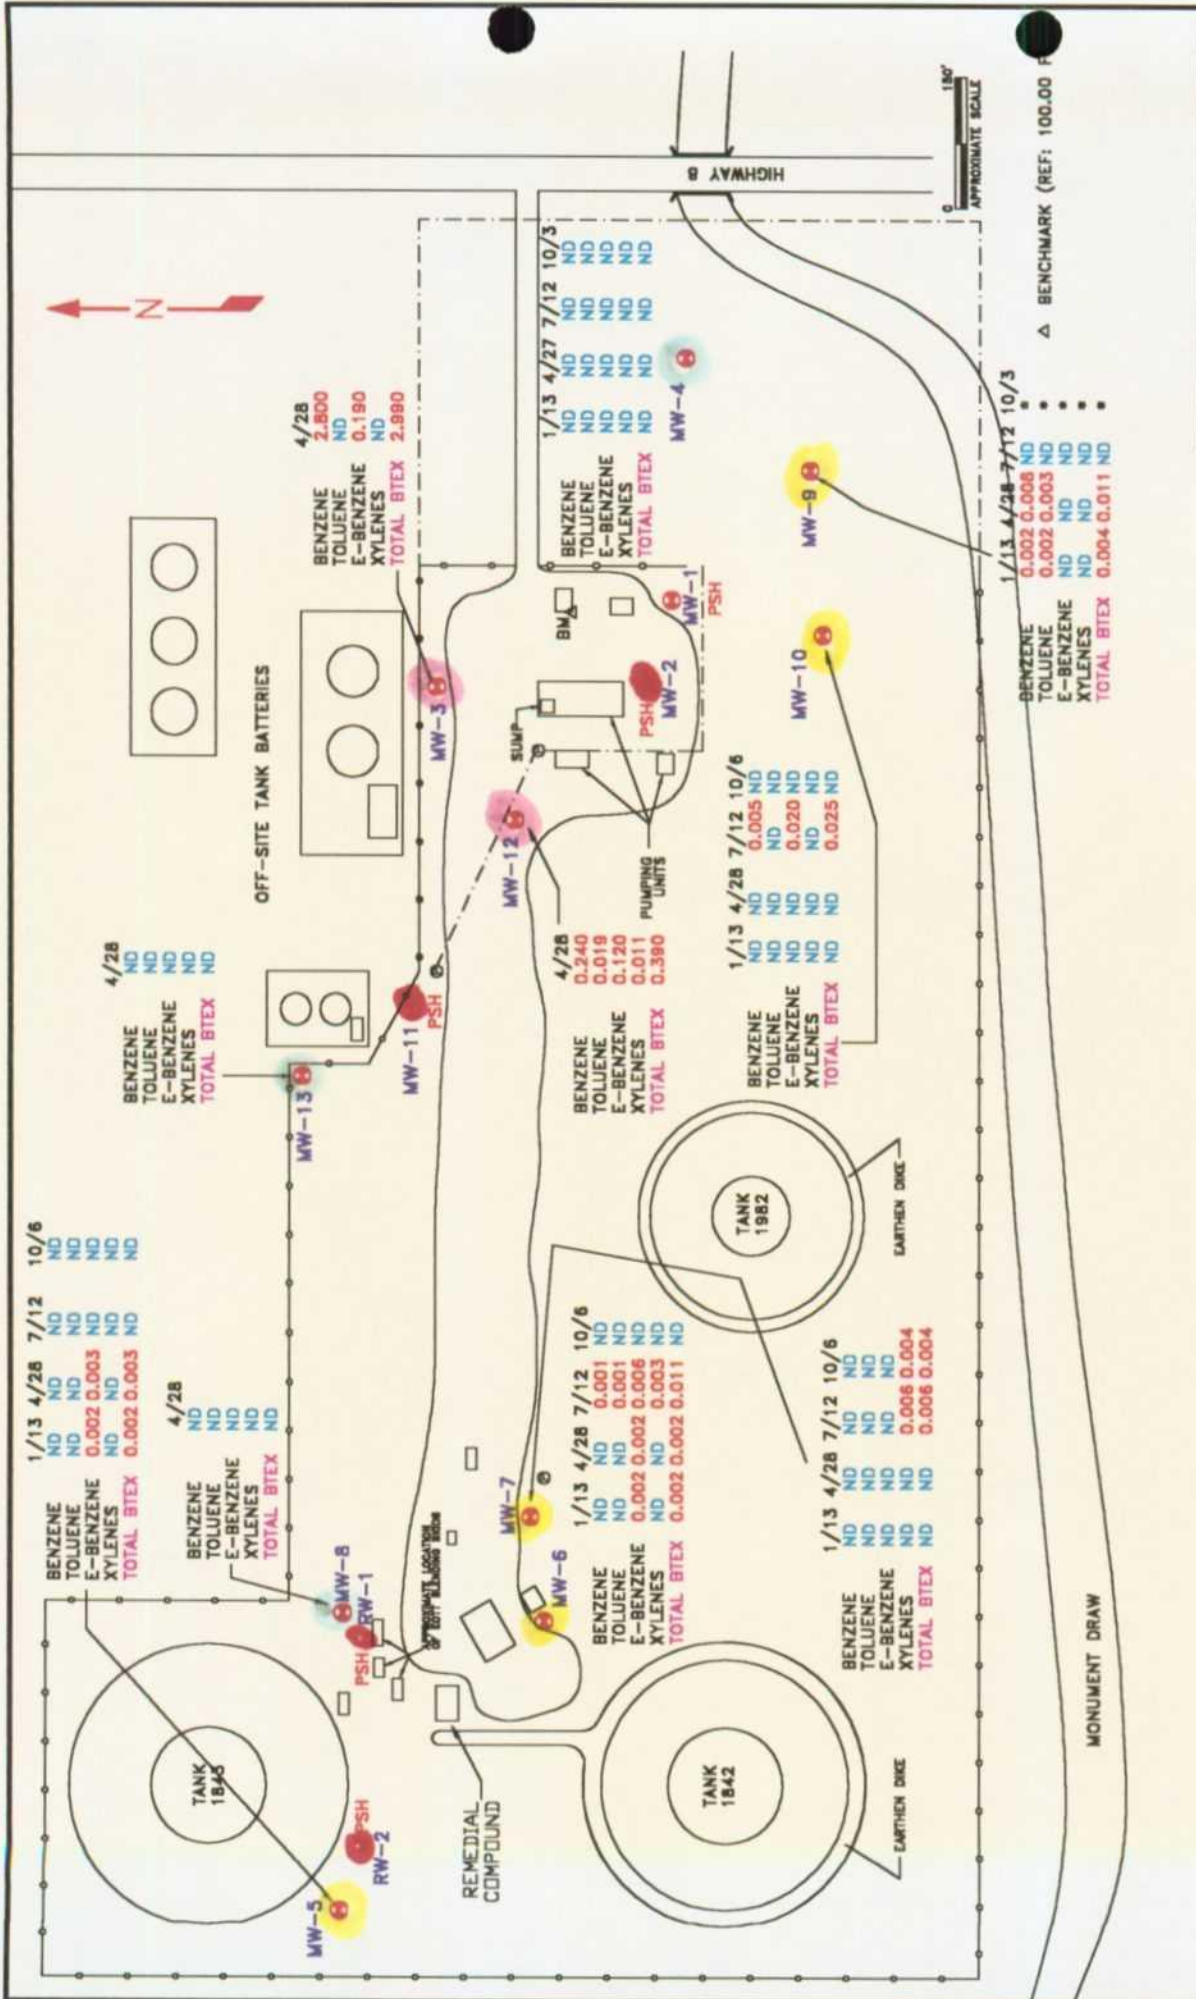 1/13 4/28 7/12 10/6
BENZENE ND ND ND ND
TOLUENE ND ND ND ND
E-BENZENE 0.002 0.003 ND ND
XYLENES ND ND ND ND
TOTAL BTEX 0.002 0.003 ND ND
4/28
BENZENE ND
TOLUENE ND
E-BENZENE ND
XYLENES ND
TOTAL BTEX ND
4/28
BENZENE ND
TOLUENE ND
E-BENZENE ND
XYLENES ND
TOTAL BTEX ND
OFF-SITE TANK BATTERIES
4/28
BENZENE 2.800
TOLUENE ND
E-BENZENE 0.190
XYLENES ND
TOTAL BTEX 2.990
N
TANK
MW-5
PSH
RW-2
PSH
RW-1
MW-8
MW-13
MW-11
PSH
MW-3
APPROXIMATE LOCATION
REMEDIAL
COMPOUND
MW-6
MW-7
MW-12
SUMP
BM
PSH
MW-2
MW-1
PSH
PUMPING
UNITS
1/13 4/27 7/12 10/3
BENZENE ND ND ND ND
TOLUENE ND ND ND ND
E-BENZENE ND ND ND ND
XYLENES ND ND ND ND
TOTAL BTEX ND ND ND ND
MW-4
HIGHWAY 8
4/28
BENZENE 0.240
TOLUENE 0.019
E-BENZENE 0.120
XYLENES 0.011
TOTAL BTEX 0.390
1/13 4/28 7/12 10/6
BENZENE ND ND 0.001 ND
TOLUENE ND ND 0.001 ND
E-BENZENE 0.002 0.002 0.006 ND
XYLENES ND ND 0.003 ND
TOTAL BTEX 0.002 0.002 0.011 ND
TANK
1842
TANK
1982
1/13 4/28 7/12 10/6
BENZENE ND ND 0.005 ND
TOLUENE ND ND ND ND
E-BENZENE ND ND 0.020 ND
XYLENES ND ND ND ND
TOTAL BTEX ND ND 0.025 ND
MW-10
MW-9
1/13 4/28 7/12 10/6
BENZENE ND ND ND ND
TOLUENE ND ND ND ND
E-BENZENE ND ND ND ND
XYLENES ND ND 0.006 0.004
TOTAL BTEX ND ND 0.006 0.004
EARTHEN DIKE
EARTHEN DIKE
0 150'
APPROXIMATE SCALE
1/13 4/28 7/12 10/3
BENZENE 0.002 0.008 ND *
TOLUENE 0.002 0.003 ND *
E-BENZENE ND ND ND *
XYLENES ND ND ND *
TOTAL BTEX 0.004 0.011 ND *
△ BENCHMARK (REF: 100.00 F
MONUMENT DRAW